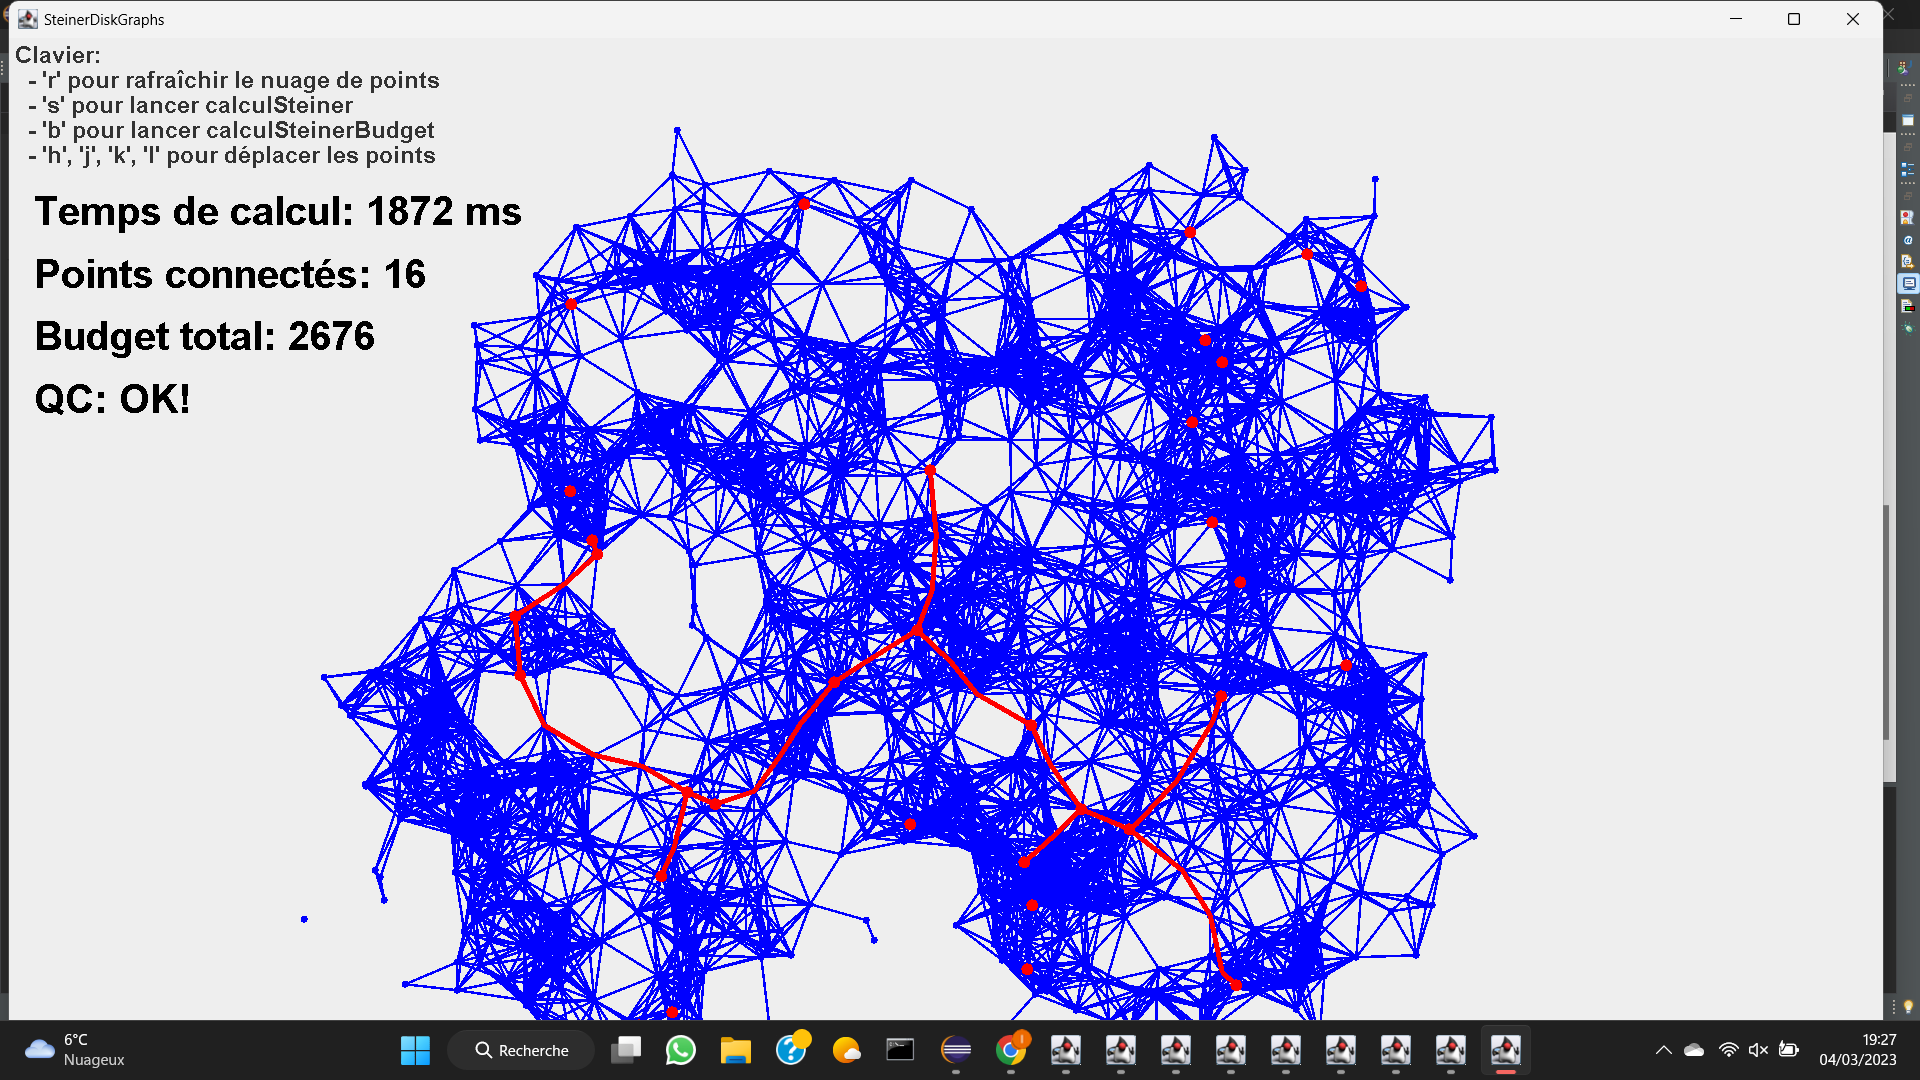 SteinerDiskGraphs
Clavier:
- 'r' pour rafraîchir le nuage de points
- 's' pour lancer calculSteiner
- 'b' pour lancer calculSteinerBudget
- 'h', 'j', 'k', 'l' pour déplacer les points
Temps de calcul: 1872 ms
Points connectés: 16
Budget total: 2676
QC: OK!
6°C
Nuageux
Recherche
19:27
04/03/2023